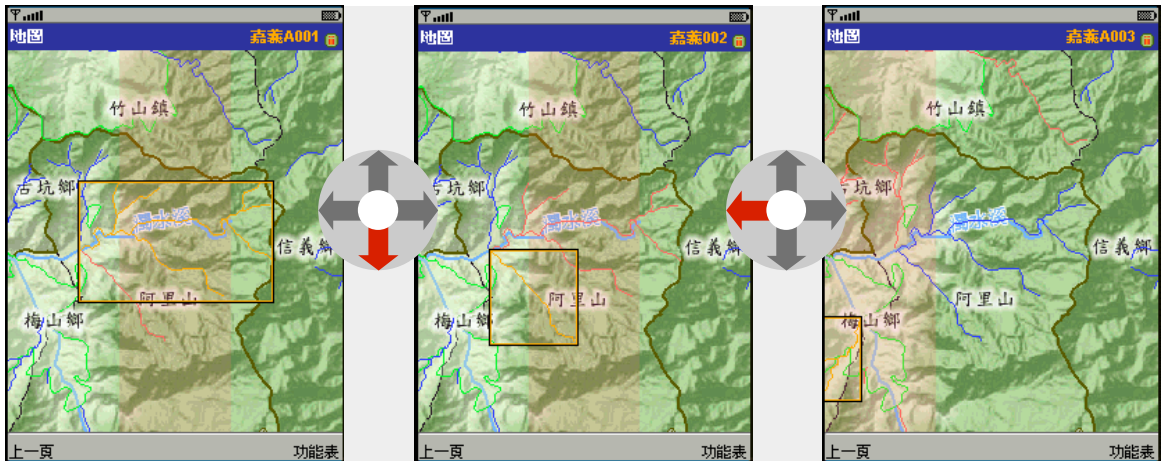 地圖 嘉義A001
竹山鎮
古坑鄉
濁水溪
信義鄉
阿里山
梅山鄉
上一頁 功能表
地圖 嘉義002
竹山鎮
古坑鄉
濁水溪
信義鄉
阿里山
梅山鄉
上一頁 功能表
地圖 嘉義A003
竹山鎮
古坑鄉
濁水溪
信義鄉
阿里山
梅山鄉
上一頁 功能表